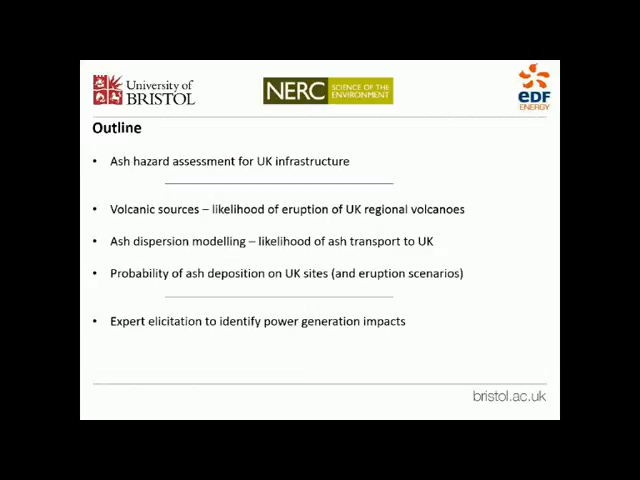 University of
BRISTOL
NERC SCIENCE OF THE
ENVIRONMENT
eDF
ENERGY
Outline
• Ash hazard assessment for UK infrastructure
• Volcanic sources – likelihood of eruption of UK regional volcanoes
• Ash dispersion modelling – likelihood of ash transport to UK
• Probability of ash deposition on UK sites (and eruption scenarios)
• Expert elicitation to identify power generation impacts
bristol.ac.uk